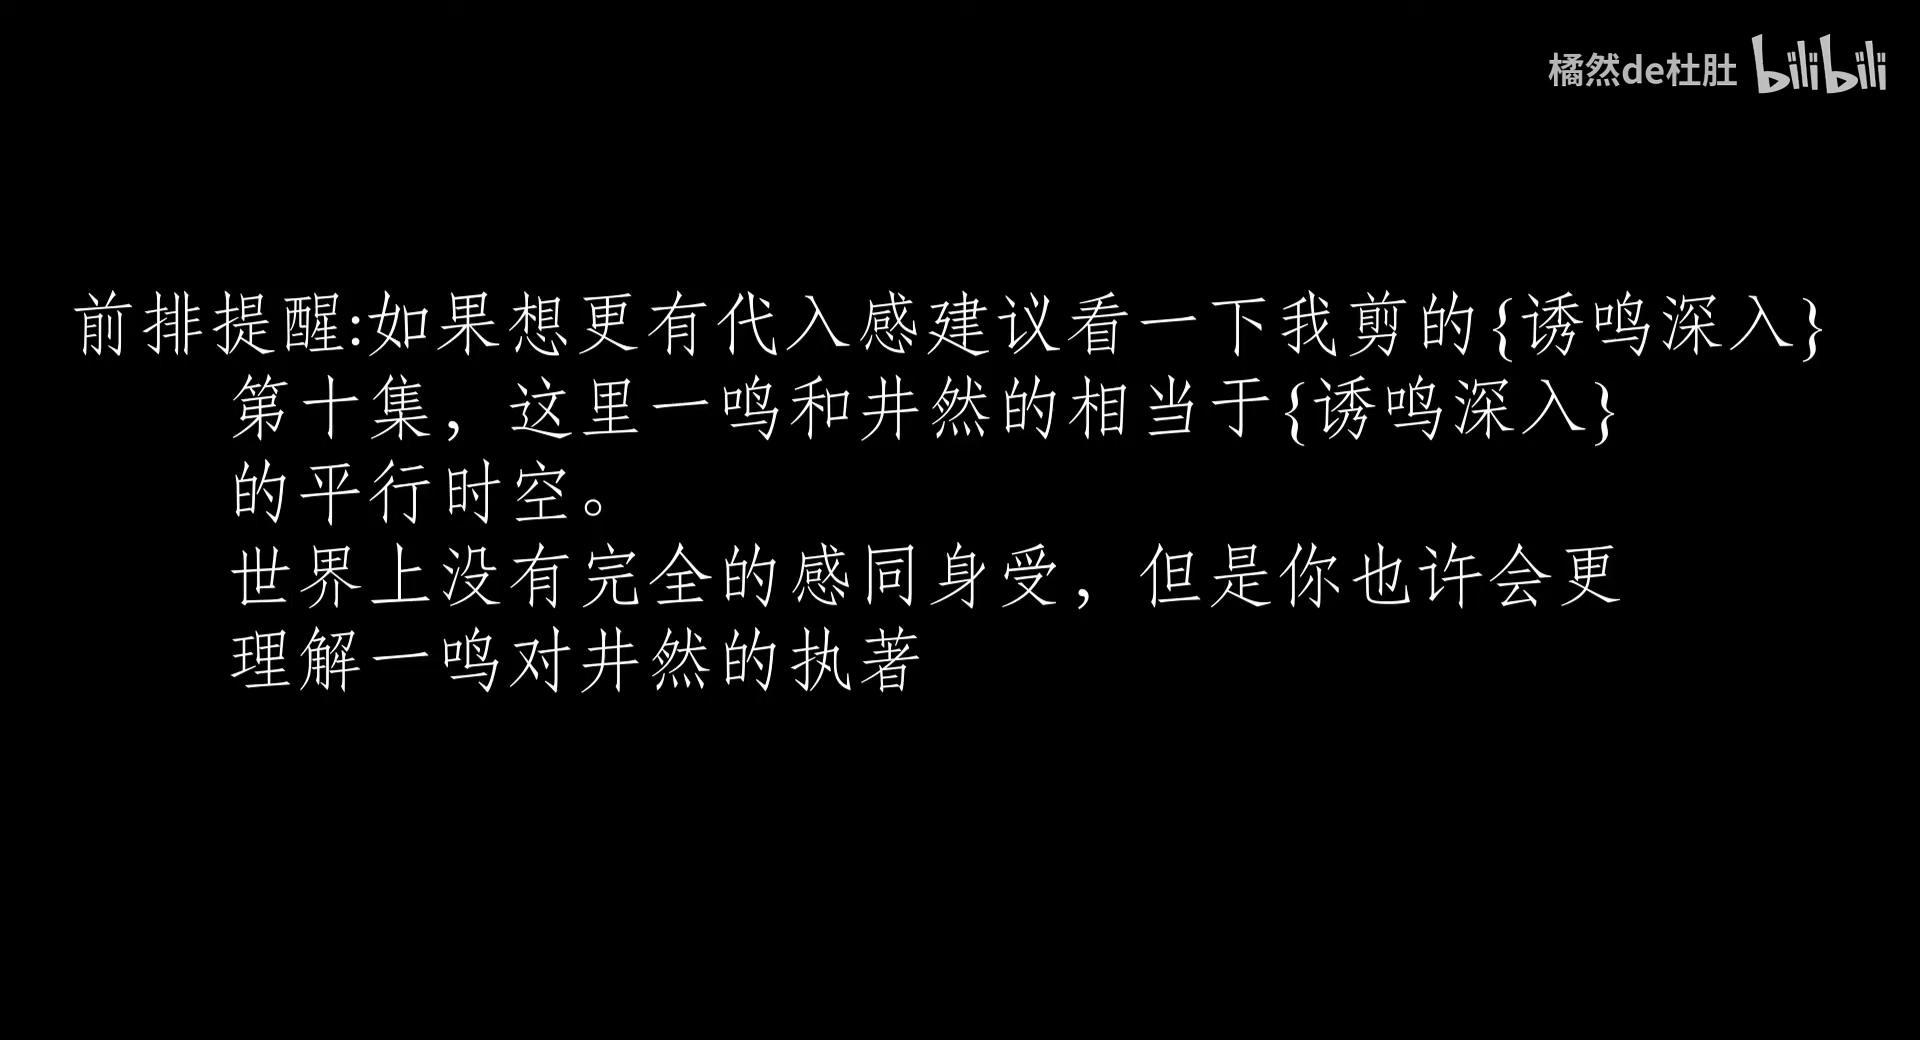 橘然de杜肚 bilibili
前排提醒:如果想更有代入感建议看一下我剪的{诱鸣深入}
第十集，这里一鸣和井然的相当于{诱鸣深入}
的平行时空。
世界上没有完全的感同身受，但是你也许会更
理解一鸣对井然的执著